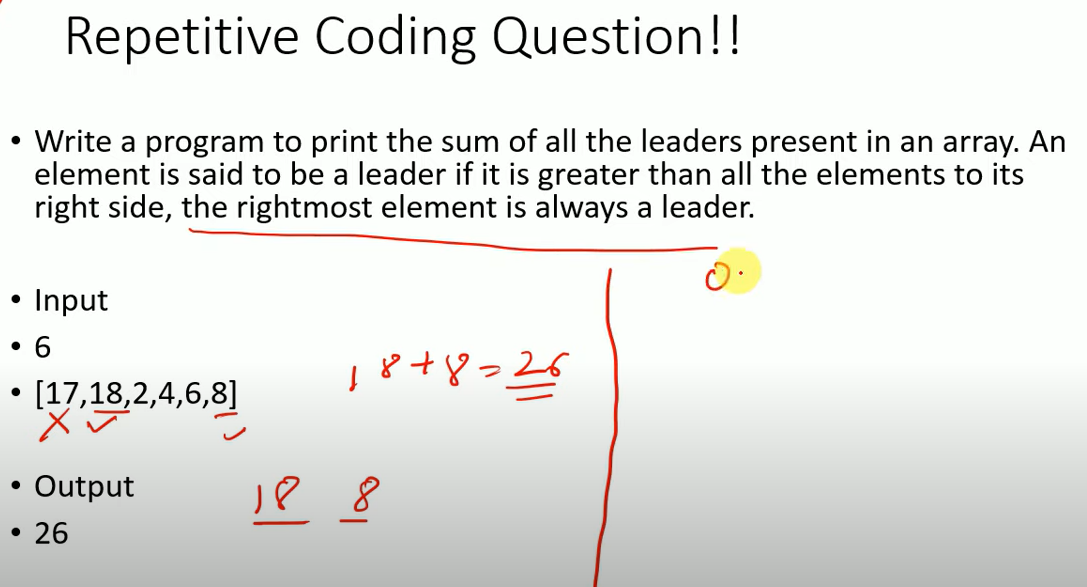 Repetitive Coding Question!!
• Write a program to print the sum of all the leaders present in an array. An
element is said to be a leader if it is greater than all the elements to its
right side, the rightmost element is always a leader.
• Input
• 6
• [17,18,2,4,6,8]
18+8=26
• Output
18 8
• 26